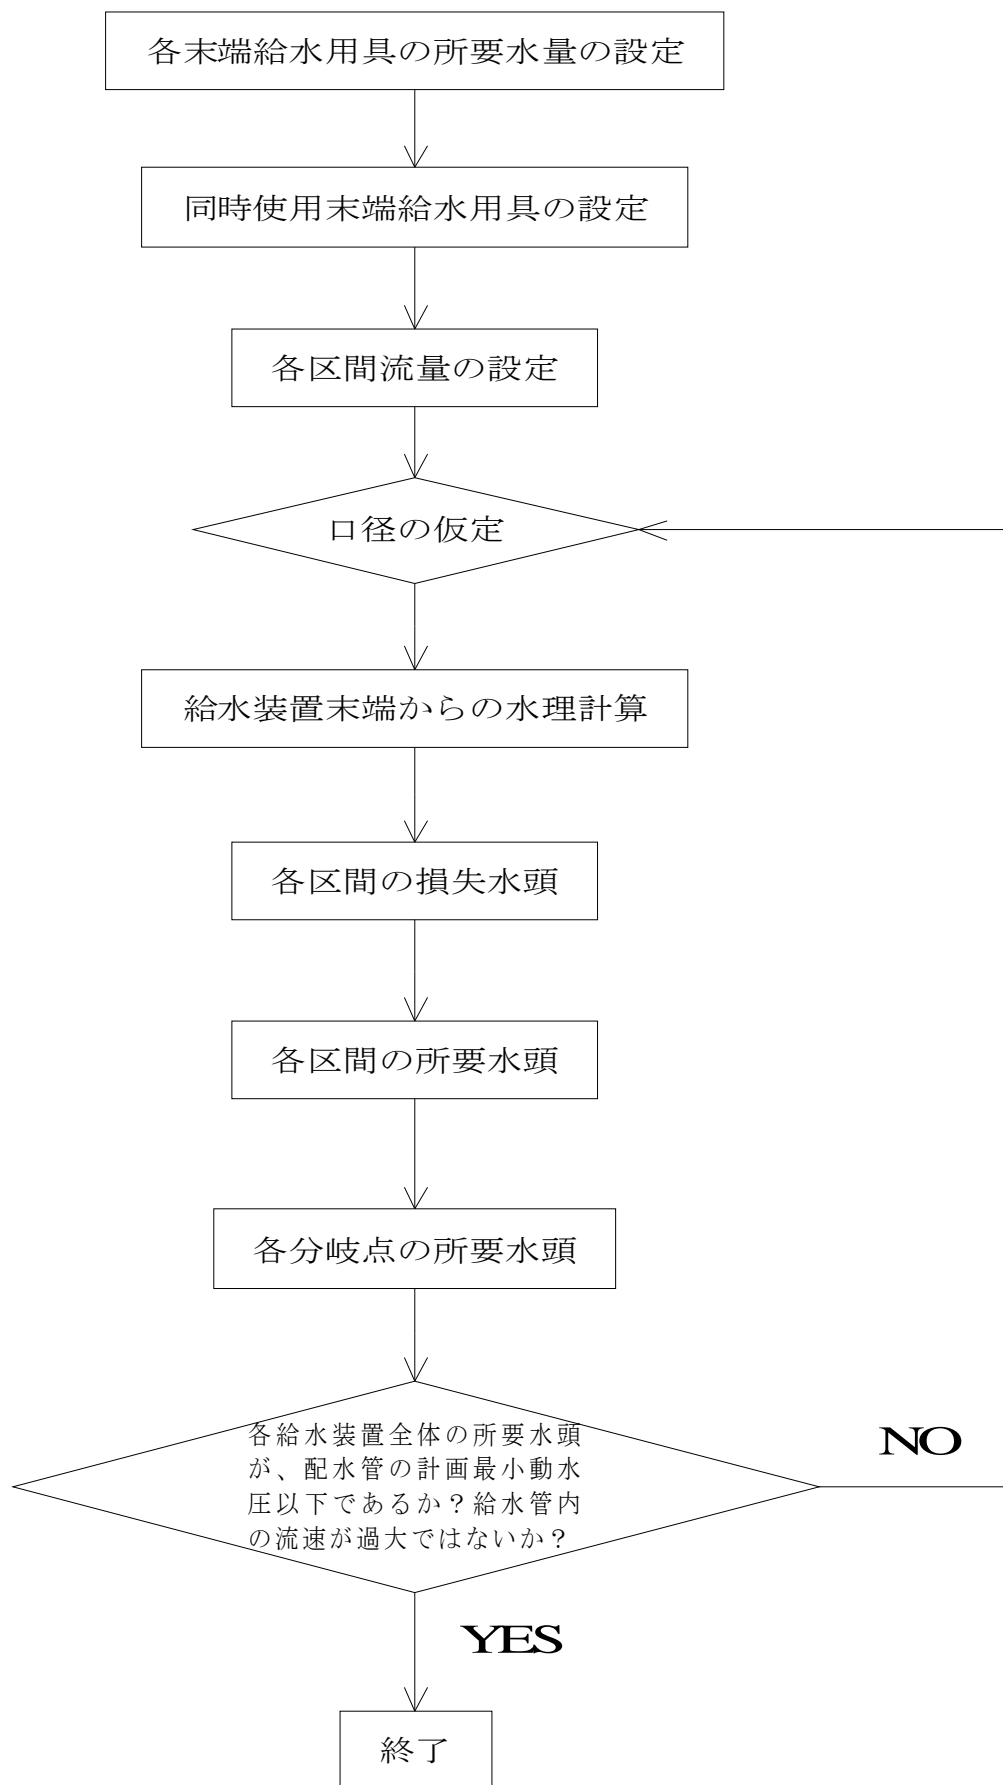 各末端給水用具の所要水量の設定
同時使用末端給水用具の設定
各区間流量の設定
口径の仮定
給水装置末端からの水理計算
各区間の損失水頭
各区間の所要水頭
各分岐点の所要水頭
各給水装置全体の所要水頭
が、配水管の計画最小動水
圧以下であるか？給水管内
の流速が過大ではないか？
NO
YES
終了